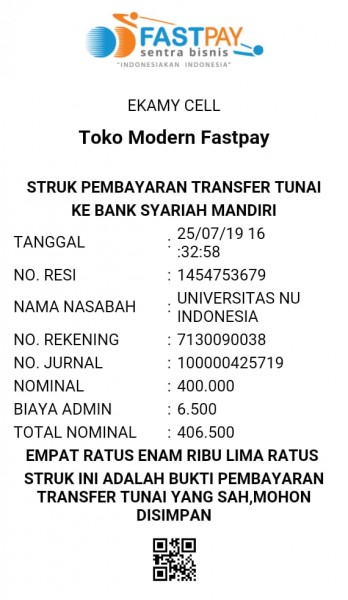 FASTPAY
sentra bisnis
"INDONESIAKAN INDONESIA"
EKAMY CELL
Toko Modern Fastpay
STRUK PEMBAYARAN TRANSFER TUNAI
KE BANK SYARIAH MANDIRI
TANGGAL : 25/07/19 16
:32:58
NO. RESI : 1454753679
NAMA NASABAH : UNIVERSITAS NU
INDONESIA
NO. REKENING : 7130090038
NO. JURNAL : 100000425719
NOMINAL : 400.000
BIAYA ADMIN : 6.500
TOTAL NOMINAL : 406.500
EMPAT RATUS ENAM RIBU LIMA RATUS
STRUK INI ADALAH BUKTI PEMBAYARAN
TRANSFER TUNAI YANG SAH,MOHON
DISIMPAN